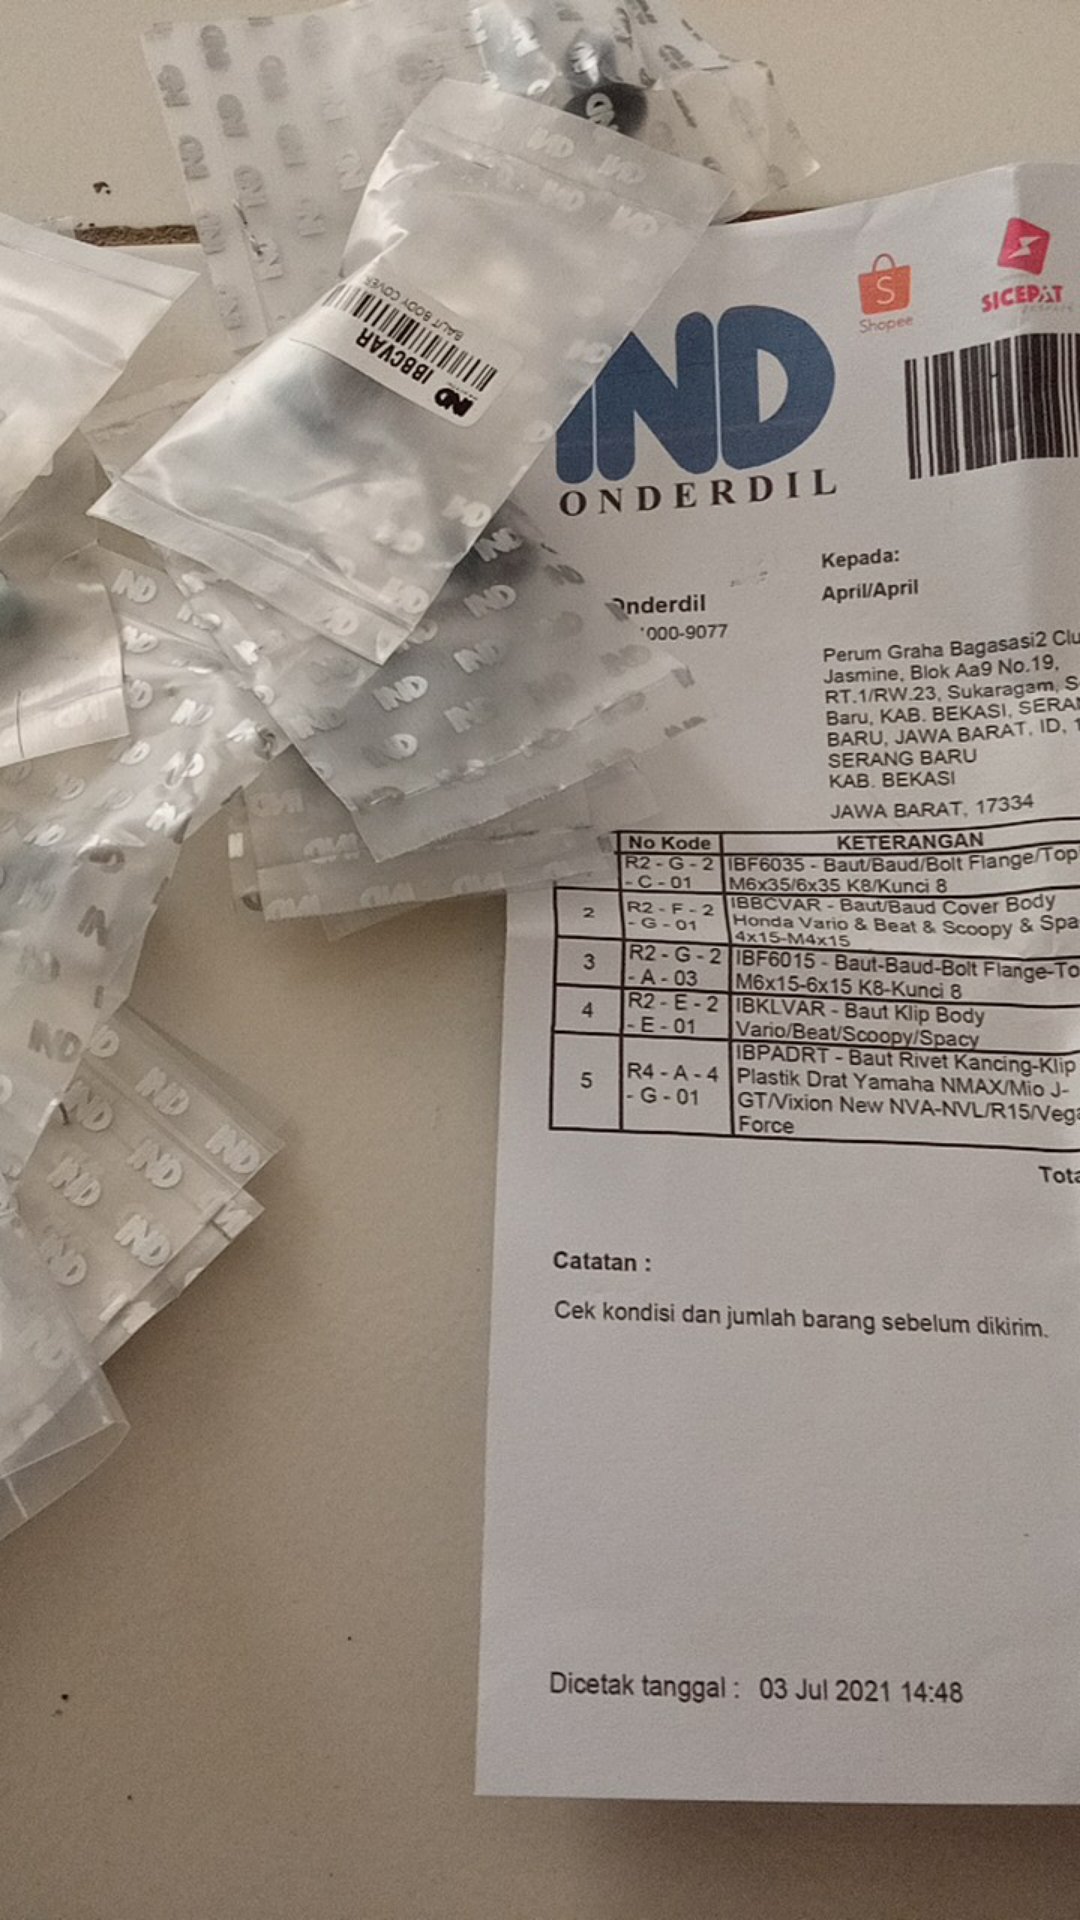 IND
IBBCVAR
BAUT BODY COVER
IND
ONDERDIL
Shopee
SICEPAT
Kepada:
April/April
Onderdil
000-9077
Perum Graha Bagasasi2 Clu
Jasmine, Blok Aa9 No.19,
RT.1/RW.23, Sukaragam, S
Baru, KAB. BEKASI, SERAN
BARU, JAWA BARAT, ID, 1
SERANG BARU
KAB. BEKASI
JAWA BARAT, 17334
No Kode KETERANGAN
R2 - G - 2 - C - 01 IBF6035 - Baut/Baud/Bolt Flange/Top
M6x35/6x35 K8/Kunci 8
2 R2 - F - 2 - G - 01 IBBCVAR - Baut/Baud Cover Body
Honda Vario & Beat & Scoopy & Spa
4x15-M4x15
3 R2 - G - 2 - A - 03 IBF6015 - Baut-Baud-Bolt Flange-To
M6x15-6x15 K8-Kunci 8
4 R2 - E - 2 - E - 01 IBKLVAR - Baut Klip Body
Vario/Beat/Scoopy/Spacy
5 R4 - A - 4 - G - 01 IBPADRT - Baut Rivet Kancing-Klip
Plastik Drat Yamaha NMAX/Mio J-
GT/Vixion New NVA-NVL/R15/Vega
Force
Tota
Catatan :
Cek kondisi dan jumlah barang sebelum dikirim.
Dicetak tanggal : 03 Jul 2021 14:48